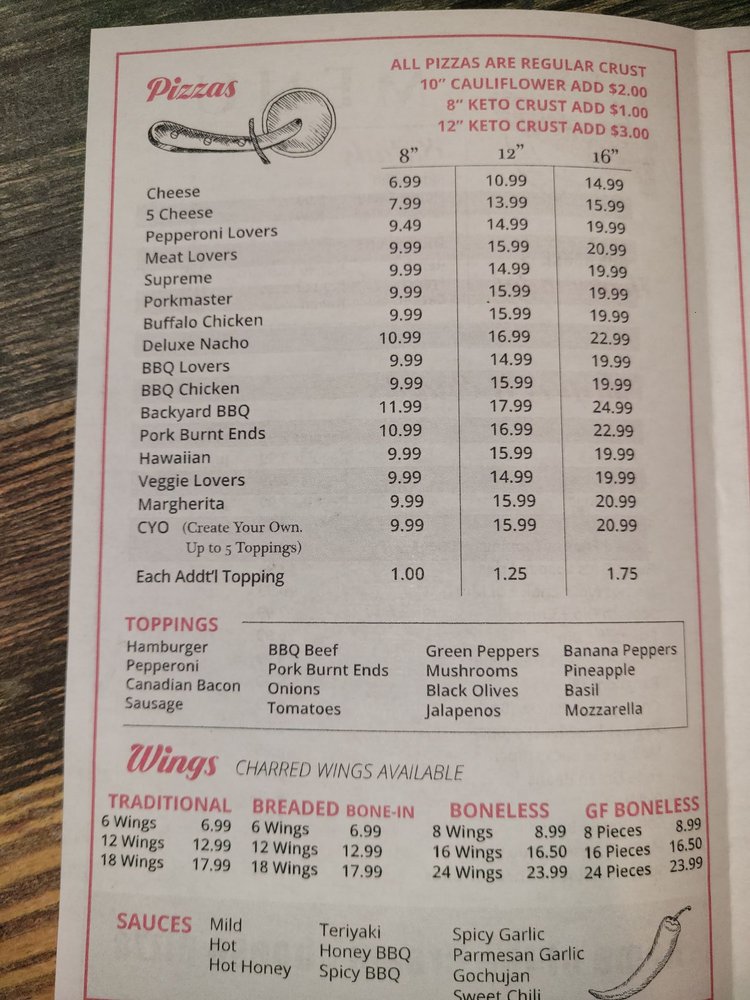 Pizzas
ALL PIZZAS ARE REGULAR CRUST
10” CAULIFLOWER ADD $2.00
8” KETO CRUST ADD $1.00
12” KETO CRUST ADD $3.00
8” 12” 16”
Cheese 6.99 10.99 14.99
5 Cheese 7.99 13.99 15.99
Pepperoni Lovers 9.49 14.99 19.99
Meat Lovers 9.99 15.99 20.99
Supreme 9.99 14.99 19.99
Porkmaster 9.99 15.99 19.99
Buffalo Chicken 9.99 15.99 19.99
Deluxe Nacho 10.99 16.99 22.99
BBQ Lovers 9.99 14.99 19.99
BBQ Chicken 9.99 15.99 19.99
Backyard BBQ 11.99 17.99 24.99
Pork Burnt Ends 10.99 16.99 22.99
Hawaiian 9.99 15.99 19.99
Veggie Lovers 9.99 14.99 19.99
Margherita 9.99 15.99 20.99
CYO (Create Your Own. 9.99 15.99 20.99
Up to 5 Toppings)
Each Addt'l Topping 1.00 1.25 1.75
TOPPINGS
Hamburger BBQ Beef Green Peppers Banana Peppers
Pepperoni Pork Burnt Ends Mushrooms Pineapple
Canadian Bacon Onions Black Olives Basil
Sausage Tomatoes Jalapenos Mozzarella
Wings CHARRED WINGS AVAILABLE
TRADITIONAL BREADED BONE-IN BONELESS GF BONELESS
6 Wings 6.99 6 Wings 6.99 8 Wings 8.99 8 Pieces 8.99
12 Wings 12.99 12 Wings 12.99 16 Wings 16.50 16 Pieces 16.50
18 Wings 17.99 18 Wings 17.99 24 Wings 23.99 24 Pieces 23.99
SAUCES Mild Teriyaki Spicy Garlic
Hot Honey BBQ Parmesan Garlic
Hot Honey Spicy BBQ Gochujan
Sweet Chili